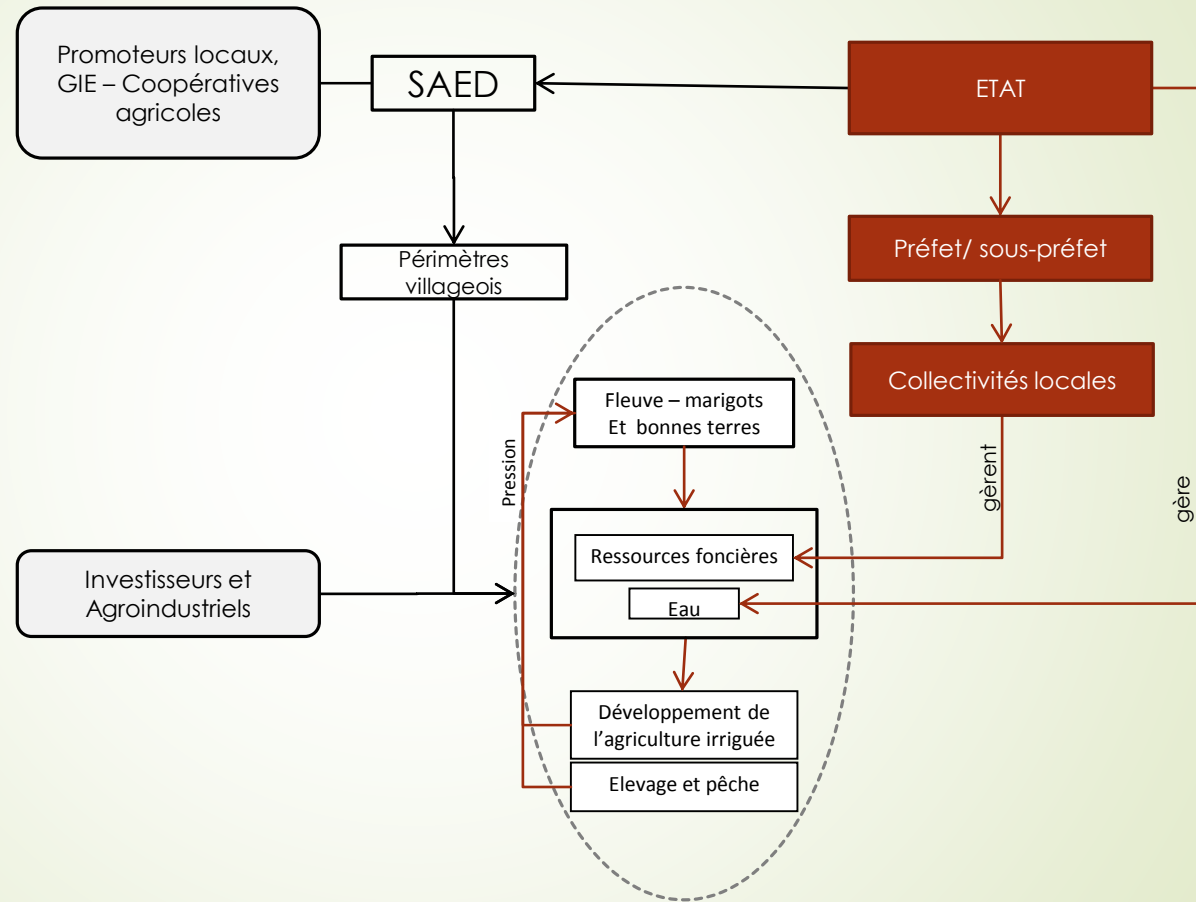 Promoteurs locaux,
GIE – Coopératives
agricoles
SAED
ETAT
Préfet/ sous-préfet
Périmètres
villageois
Collectivités locales
Fleuve – marigots
Et bonnes terres
Pression
gèrent
gère
Ressources foncières
Eau
Investisseurs et
Agroindustriels
Développement de
l’agriculture irriguée
Elevage et pêche